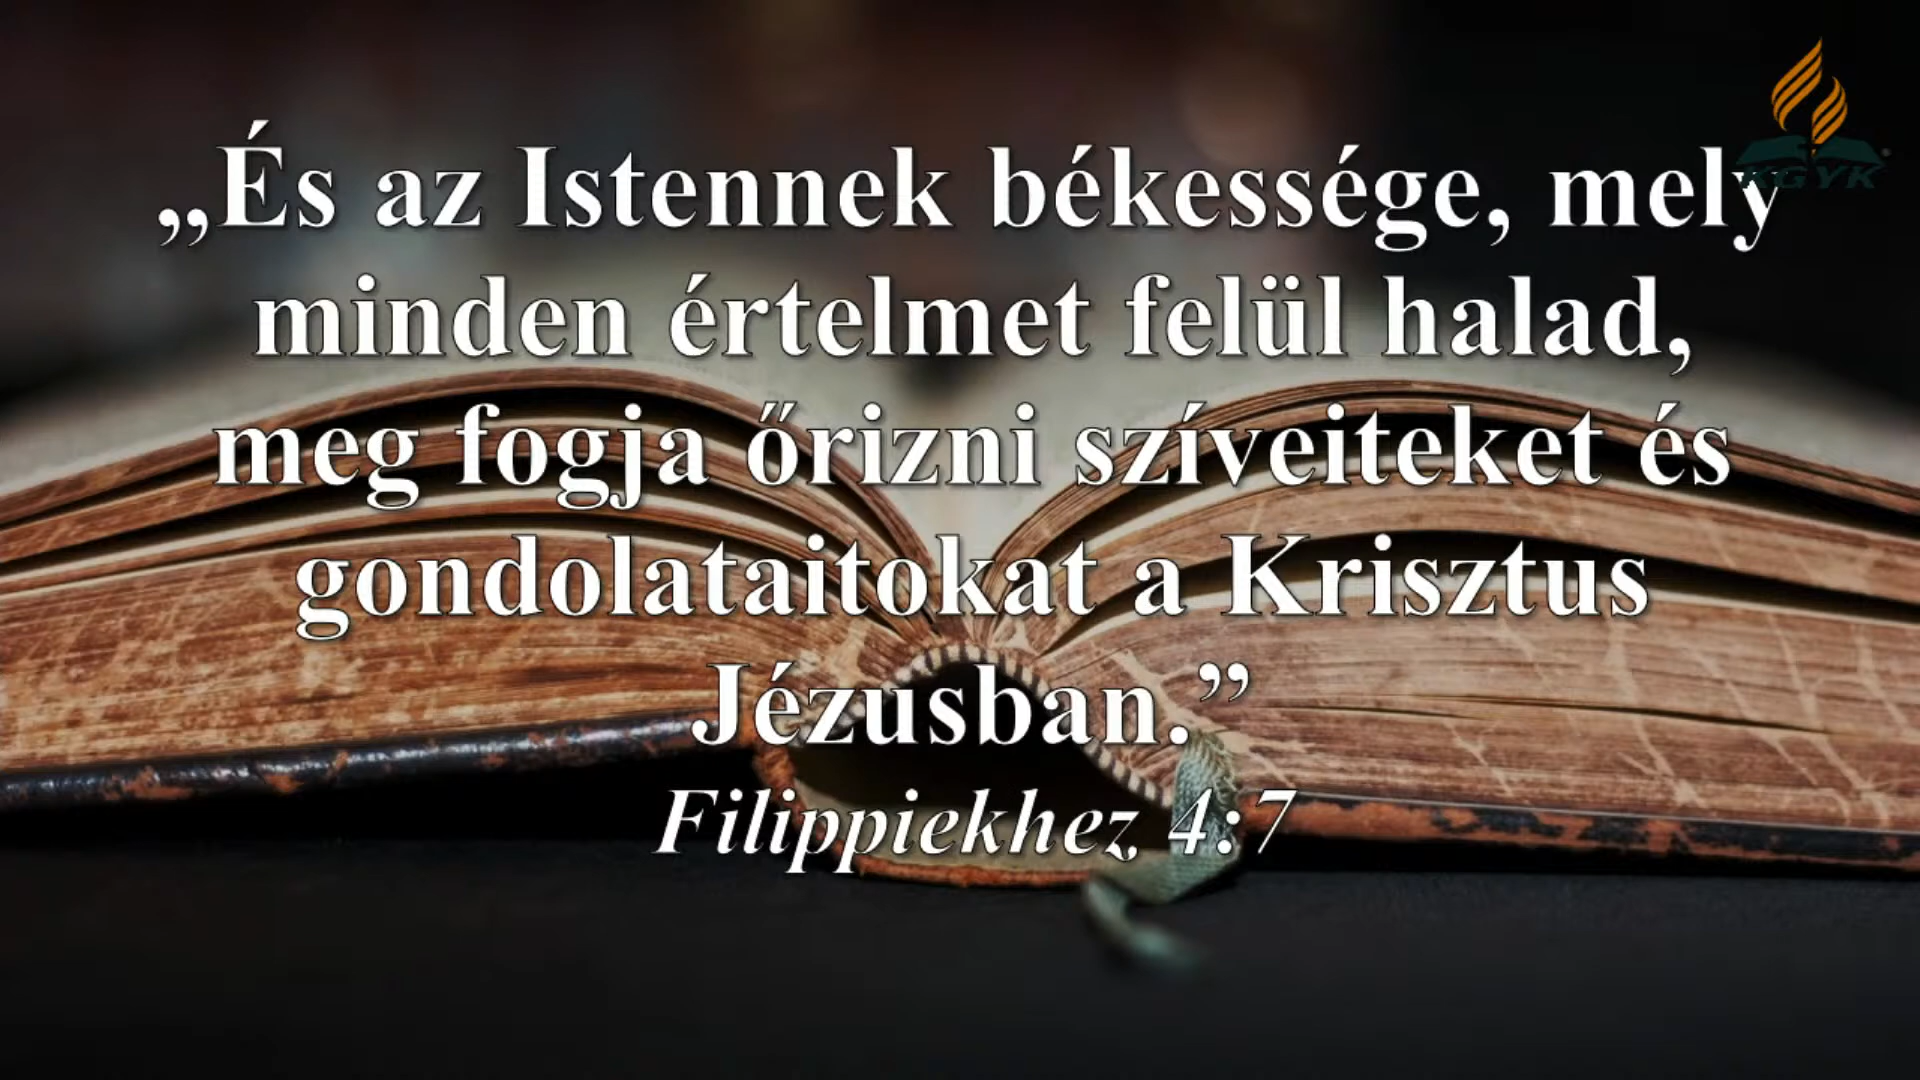 „És az Istennek békessége, mely
minden értelmet felül halad,
meg fogja őrizni szíveiteket és
gondolataitokat a Krisztus
Jézusban.”
Filippiekhez 4:7
KGYK